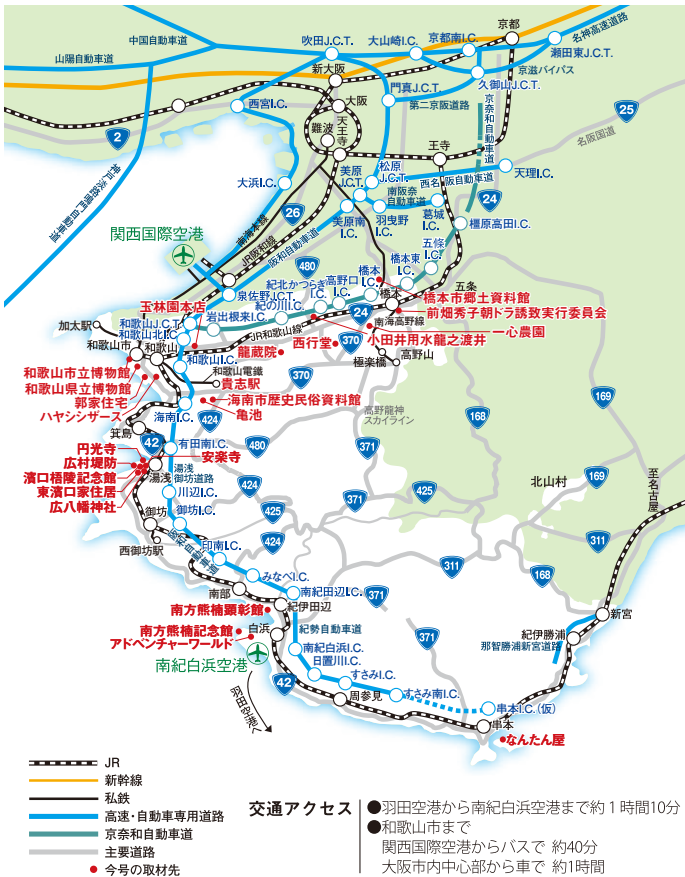 京都
名神高速道路
中国自動車道
吹田J.C.T.
大山崎I.C.
京都南I.C.
瀬田東J.C.T.
山陽自動車道
京滋バイパス
新大阪
久御山J.C.T.
門真J.C.T.
第二京阪道路
西宮I.C.
大阪
京奈和自動車道
25
名阪国道
2
難波
天王寺
王寺
神戸淡路鳴門自動車道
大浜I.C.
美原J.C.T.
松原J.C.T.
西名阪自動車道
天理I.C.
南阪奈自動車道
24
26
南海本線
美原南I.C.
羽曳野I.C.
葛城I.C.
橿原高田I.C.
関西国際空港
JR阪和線
阪和自動車道
480
五條I.C.
橋本東I.C.
橋本I.C.
高野口I.C.
紀北かつらぎI.C.
紀の川I.C.
泉佐野J.C.T.
五条
橋本
橋本市郷土資料館
前畑秀子朝ドラ誘致実行委員会
玉林園本店
岩出根来I.C.
24
加太駅
和歌山J.C.T.
和歌山北I.C.
JR和歌山線
南海高野線
一心農園
小田井用水龍之渡井
和歌山市
和歌山
龍蔵院
西行堂
370
極楽橋
高野山
和歌山I.C.
和歌山電鐵
貴志駅
370
和歌山市立博物館
和歌山県立博物館
郭家住宅
ハヤシシザース
海南市歴史民俗資料館
亀池
海南I.C.
424
370
高野龍神
スカイライン
168
169
169
箕島
42
有田南I.C.
480
371
円光寺
安楽寺
広村堤防
濱口梧陵記念館
東濱口家住居
広八幡神社
湯浅
湯浅御坊道路
424
425
北山村
至名古屋
川辺I.C.
425
371
御坊
御坊I.C.
西御坊駅
阪和自動車道
424
印南I.C.
311
311
168
みなべI.C.
南部
南紀田辺I.C.
371
紀伊田辺
南方熊楠顕彰館
新宮
南方熊楠記念館
アドベンチャーワールド
白浜
紀勢自動車道
371
紀伊勝浦
那智勝浦新宮道路
南紀白浜空港
南紀白浜I.C.
日置川I.C.
すさみI.C.
42
羽田空港へ
周参見
すさみ南I.C.
串本I.C.(仮)
串本
なんたん屋
JR
新幹線
私鉄
高速・自動車専用道路
京奈和自動車道
主要道路
今号の取材先
交通アクセス
●羽田空港から南紀白浜空港まで約1時間10分
●和歌山市まで
関西国際空港からバスで 約40分
大阪市内中心部から車で 約1時間